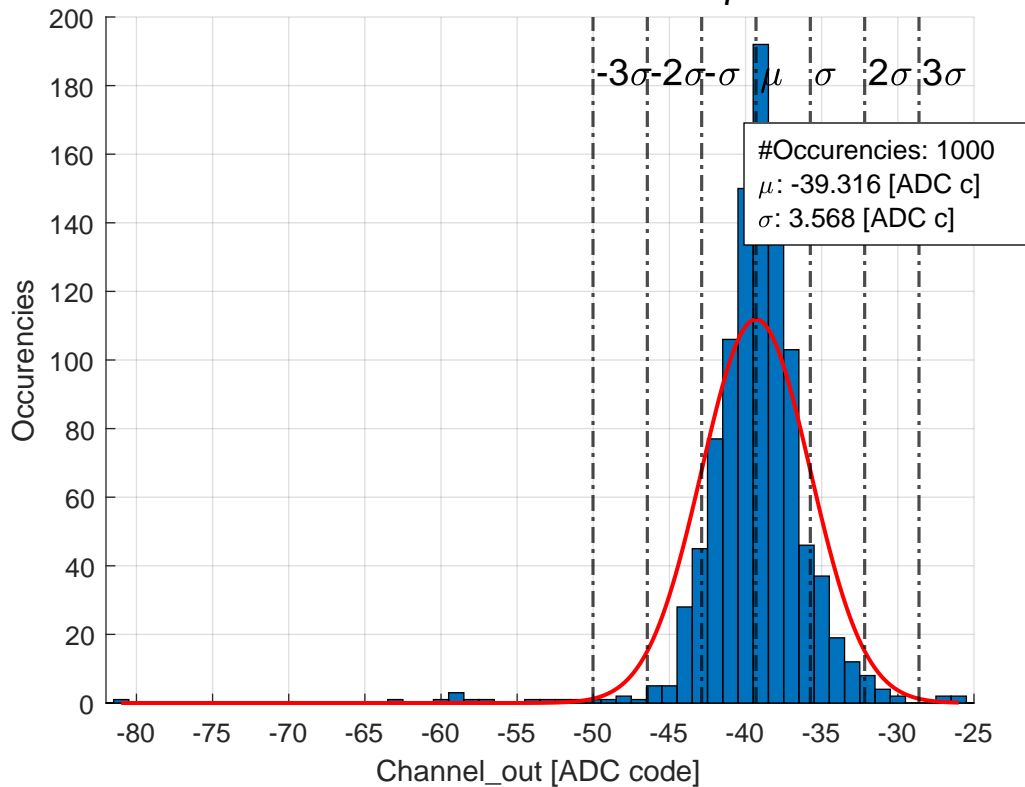 200
180
160
140
120
100
80
60
40
20
0
Occurencies
-3σ -2σ -σ μ σ 2σ 3σ
#Occurencies: 1000
μ: -39.316 [ADC c]
σ: 3.568 [ADC c]
-80 -75 -70 -65 -60 -55 -50 -45 -40 -35 -30 -25
Channel_out [ADC code]